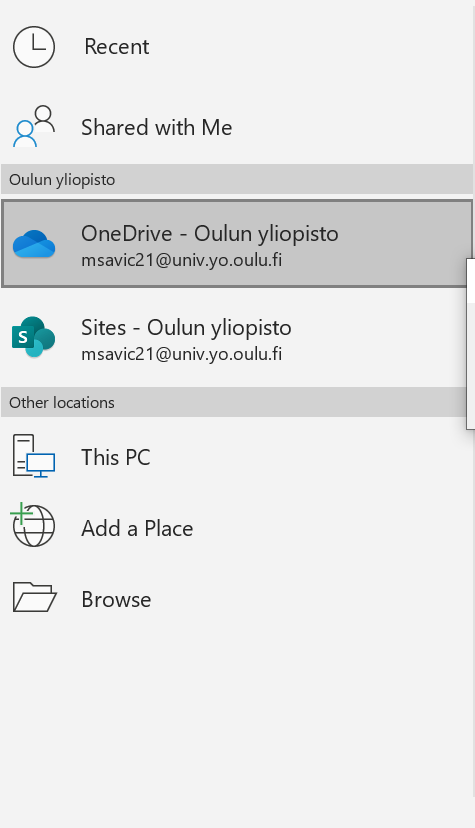 Recent
Shared with Me
Oulun yliopisto
OneDrive - Oulun yliopisto
msavic21@univ.yo.oulu.fi
S
Sites - Oulun yliopisto
msavic21@univ.yo.oulu.fi
Other locations
This PC
Add a Place
Browse